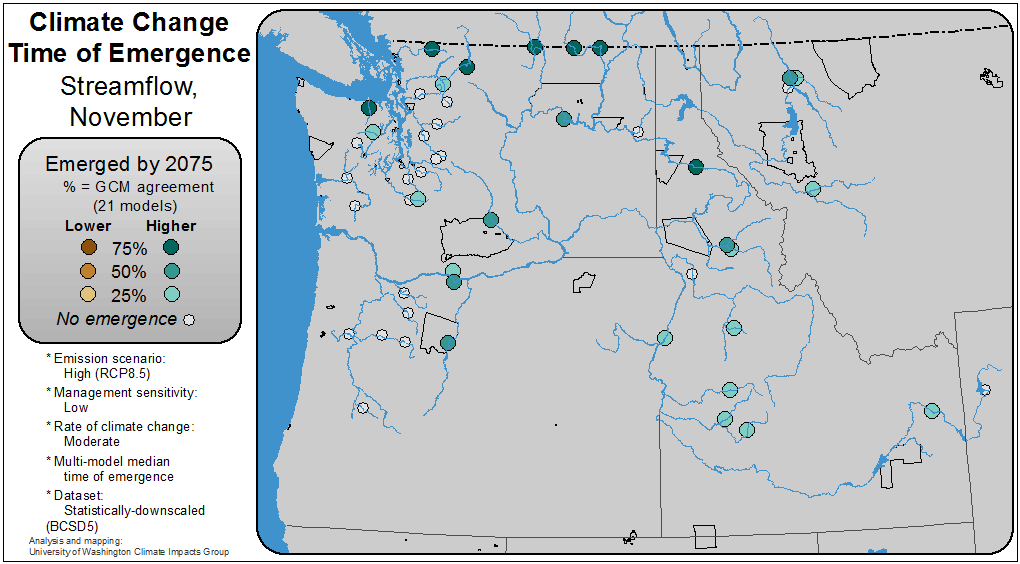 Climate Change
Time of Emergence
Streamflow,
November
Emerged by 2075
% = GCM agreement
(21 models)
Lower Higher
75%
50%
25%
No emergence
* Emission scenario:
High (RCP8.5)
* Management sensitivity:
Low
* Rate of climate change:
Moderate
* Multi-model median
time of emergence
* Dataset:
Statistically-downscaled
(BCSD5)
Analysis and mapping:
University of Washington Climate Impacts Group